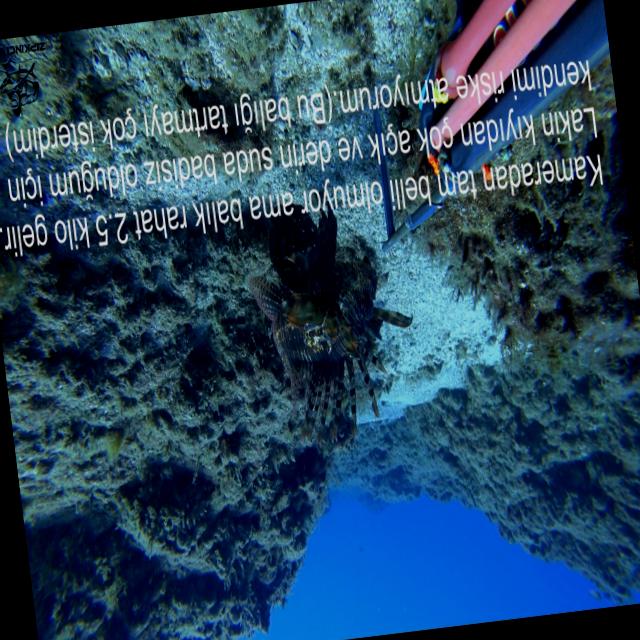 Kameradan tam belli olmuyor ama balık rahat 2.5 kilo gelir.
Lakin kıyıdan çok açık ve derin suda badisiz olduğum için
kendimi riske atmıyorum (Bu balığı tartmayı çok isterdim)